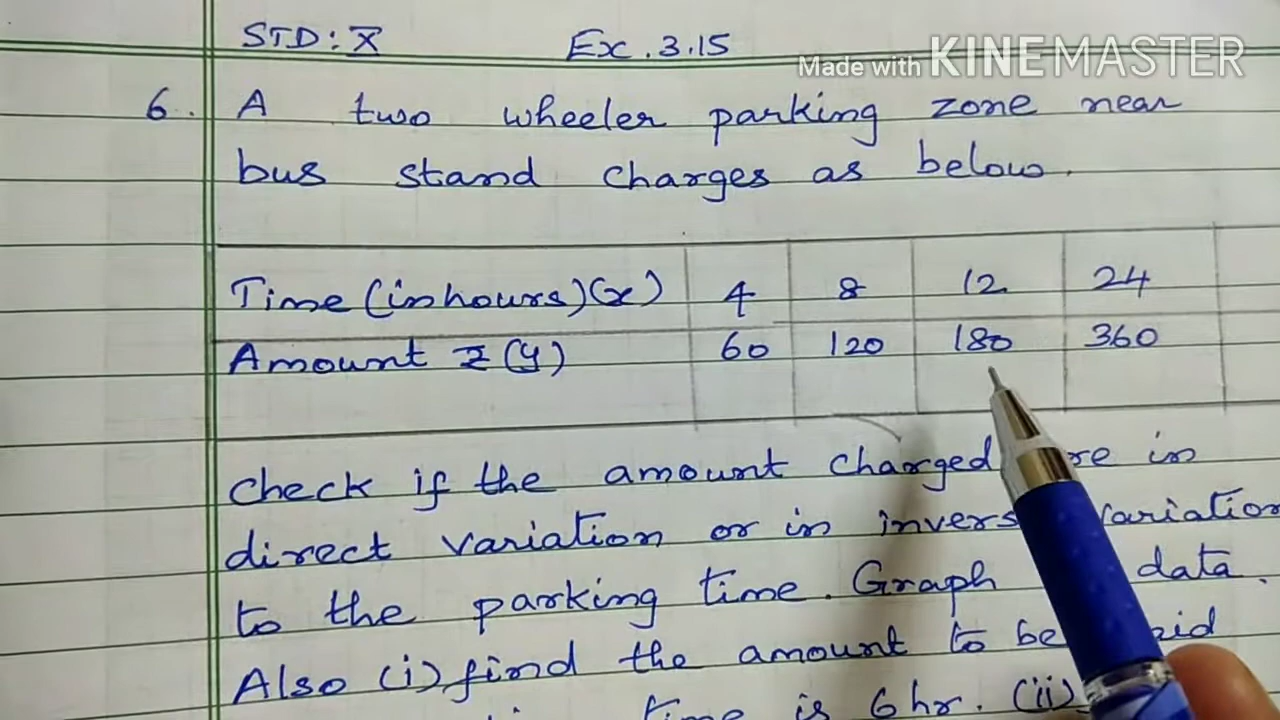 STD: X Ex. 3.15
Made with KINEMASTER
6. A two wheeler parking zone near
bus stand charges as below.
Time (in hours) (x) 4 8 12 24
Amount ₹ (y) 60 120 180 360
check if the amount charged in
direct variation or in variation
to the parking time. Graph data.
Also (i) find the amount to be
time is 6 hr. (ii)